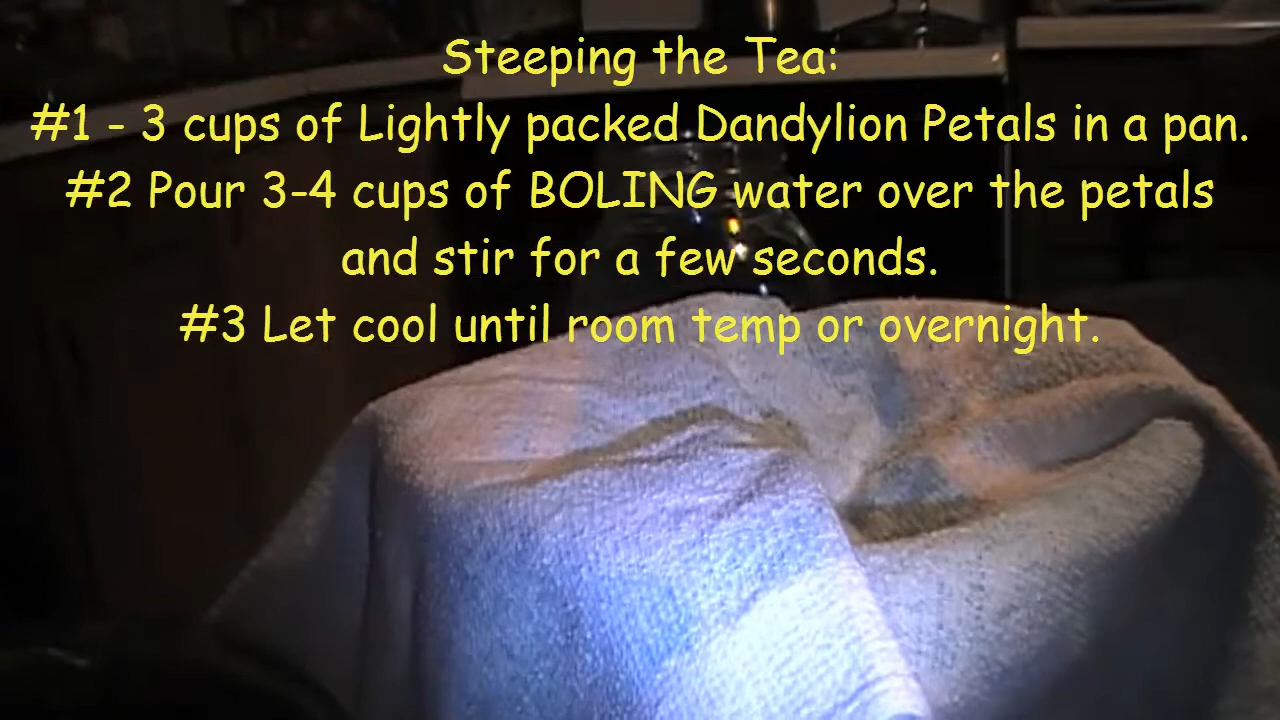 Steeping the Tea:
#1 - 3 cups of Lightly packed Dandylion Petals in a pan.
#2 Pour 3-4 cups of BOLING water over the petals
and stir for a few seconds.
#3 Let cool until room temp or overnight.